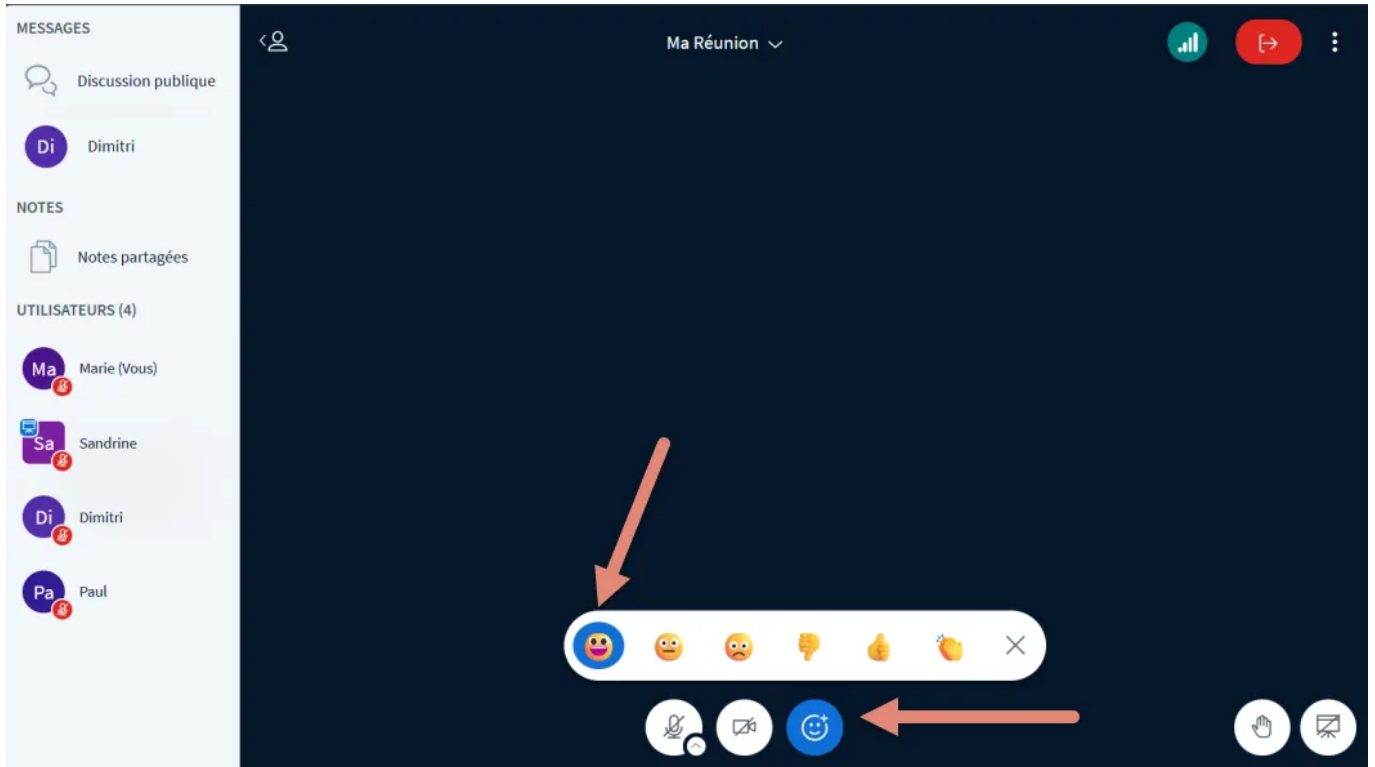 MESSAGES
Discussion publique
Di Dimitri
NOTES
Notes partagées
UTILISATEURS (4)
Ma Marie (Vous)
Sa Sandrine
Di Dimitri
Pa Paul
Ma Réunion